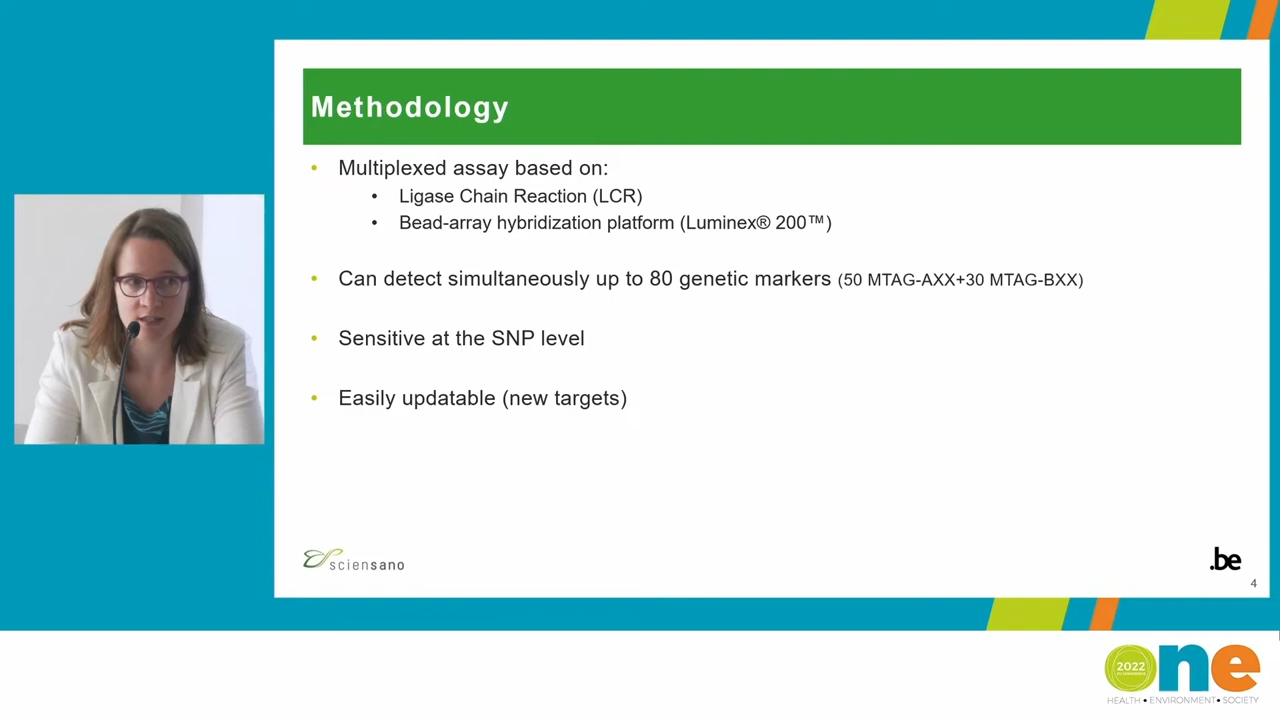 Methodology
• Multiplexed assay based on:
• Ligase Chain Reaction (LCR)
• Bead-array hybridization platform (Luminex® 200™)
• Can detect simultaneously up to 80 genetic markers (50 MTAG-AXX+30 MTAG-BXX)
• Sensitive at the SNP level
• Easily updatable (new targets)
sciensano
.be
4
2022
one
HEALTH • ENVIRONMENT • SOCIETY